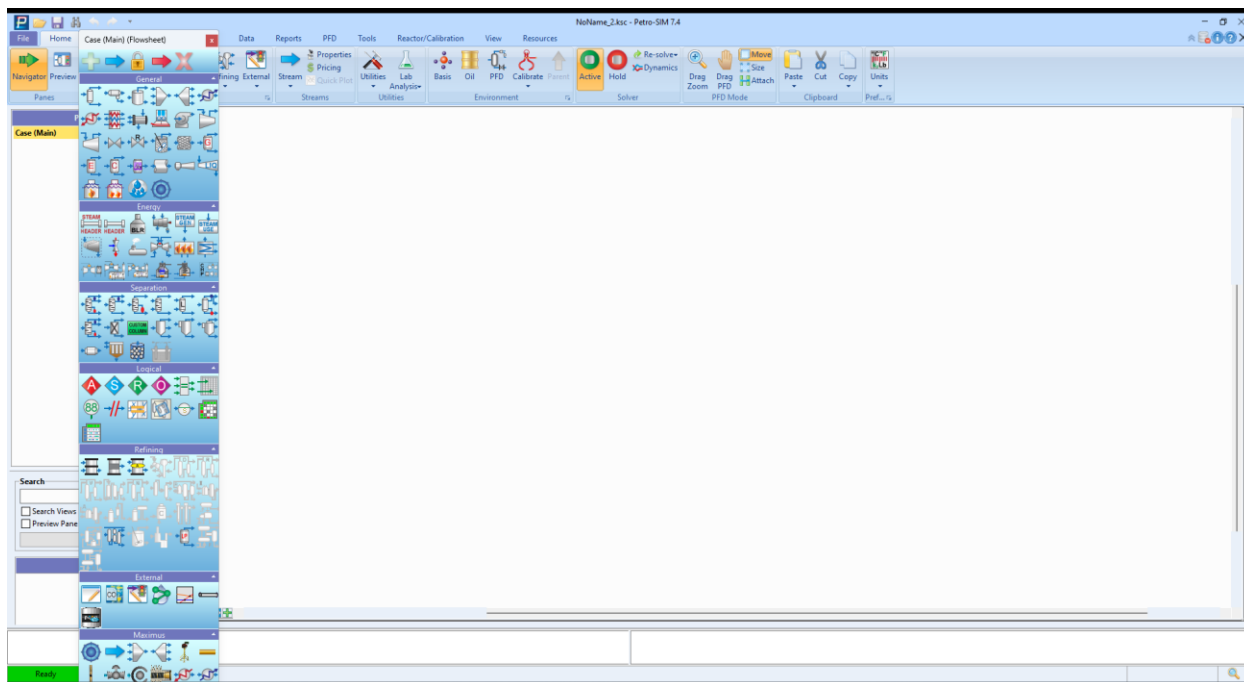 NoName_2.ksc - Petro-SIM 7.4
File Home Data Reports PFD Tools Reactor/Calibration View Resources
Case (Main) (Flowsheet)
Navigator Preview
Panes
fining External
Stream
Properties
Pricing
Quick Plot
Streams
Utilities Lab Analysis
Utilities
Basis Oil PFD Calibrate Parent
Environment
Active Hold
Re-solve
Dynamics
Solver
Drag Zoom Drag PFD
Move
Size
Attach
PFD Mode
Paste Cut Copy
Clipboard
Units
Pref...
Case (Main)
General
Energy
STEAM HEADER
HEADER
BLR
STEAM GEN
STEAM USE
Separation
CUSTOM COLUMN
Logical
A S R O
88
Refining
External
Maximus
Search
Search Views
Preview Pane
Ready